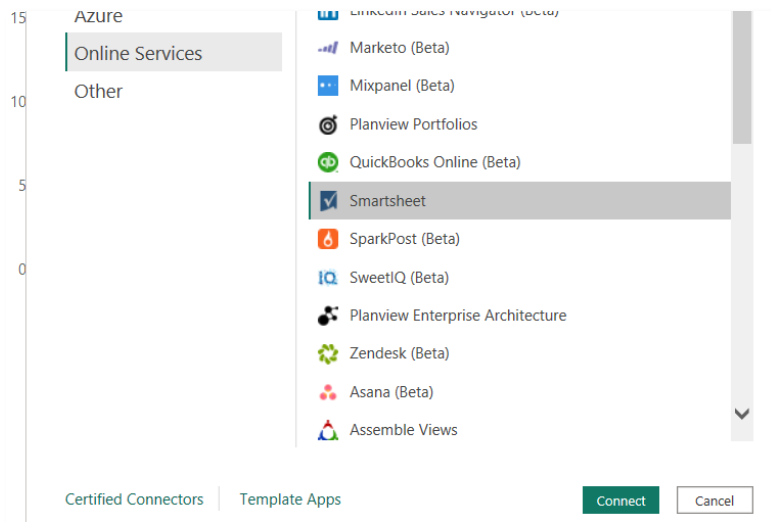 15
10
5
0
Azure
Online Services
Other
LinkedIn Sales Navigator (Beta)
Marketo (Beta)
Mixpanel (Beta)
Planview Portfolios
QuickBooks Online (Beta)
Smartsheet
SparkPost (Beta)
SweetIQ (Beta)
Planview Enterprise Architecture
Zendesk (Beta)
Asana (Beta)
Assemble Views
Certified Connectors
Template Apps
Connect
Cancel